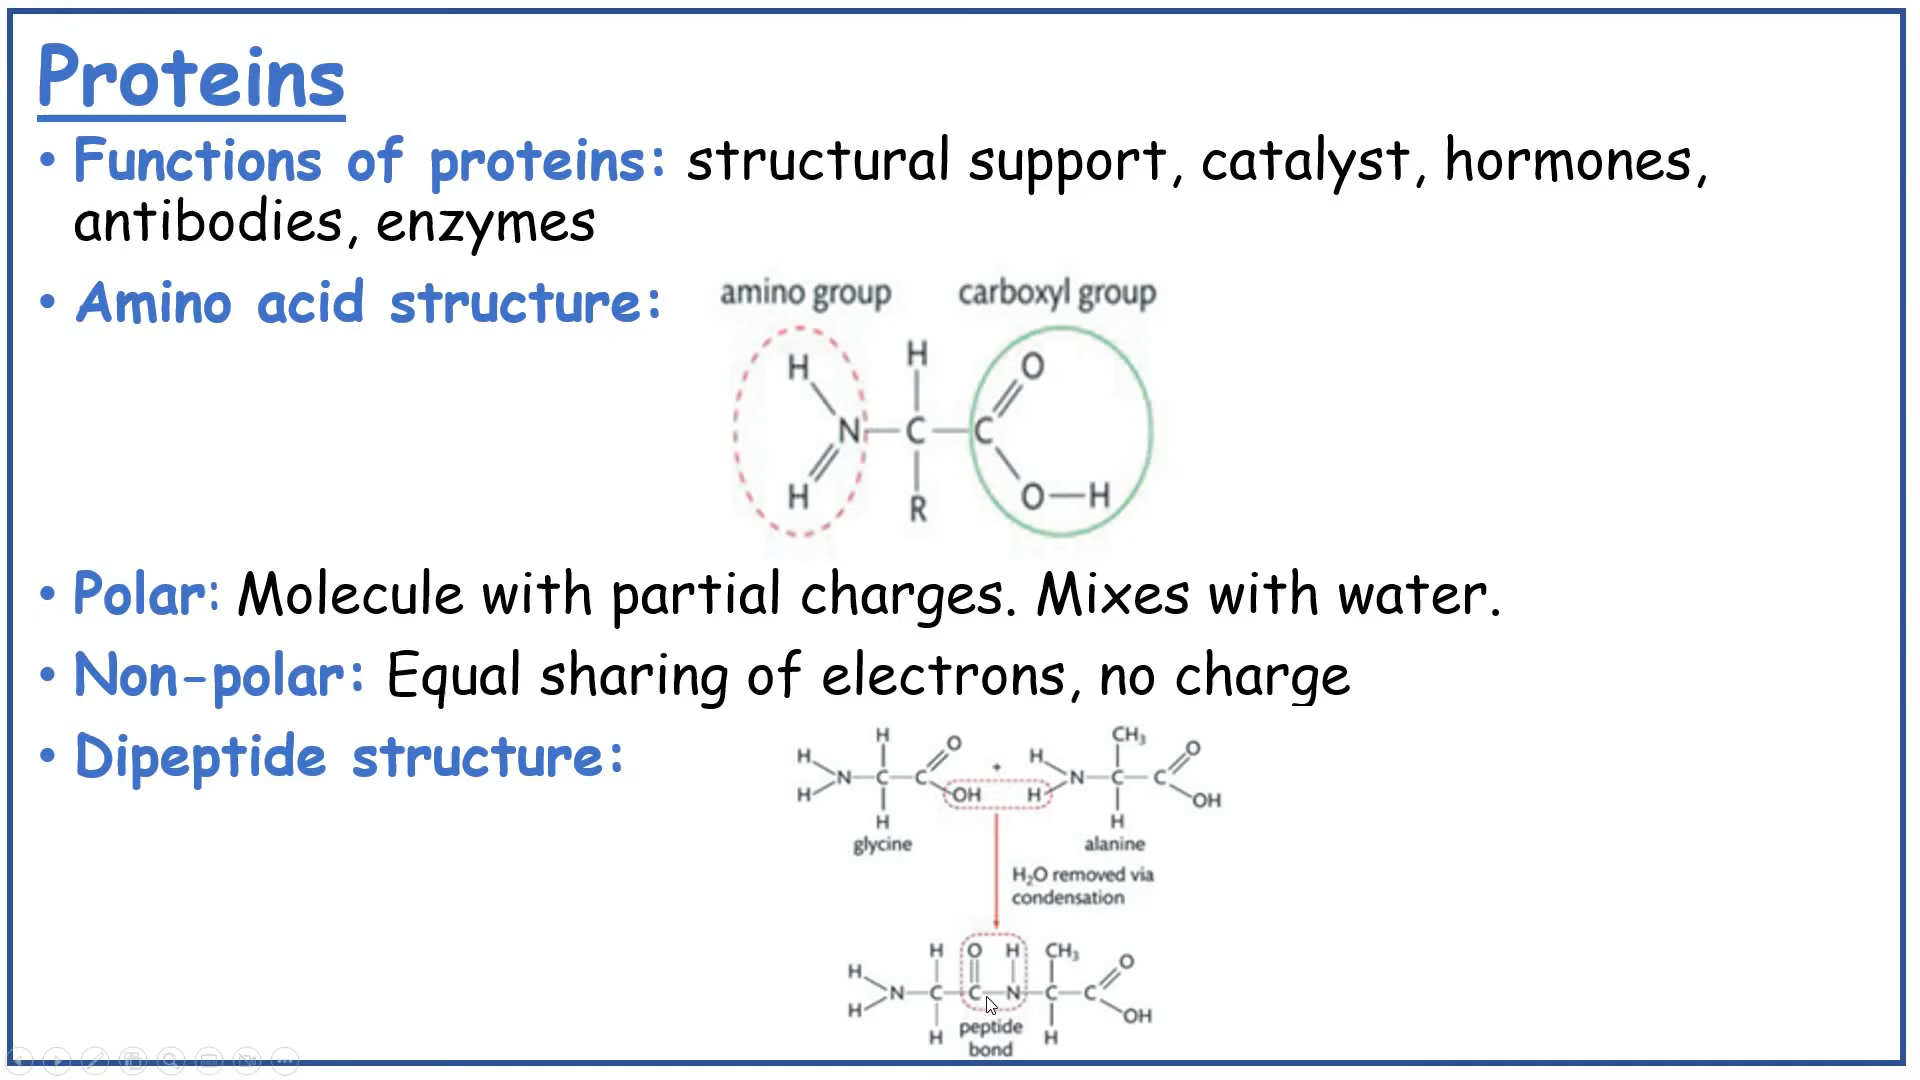 Proteins
• Functions of proteins: structural support, catalyst, hormones,
antibodies, enzymes
• Amino acid structure:
amino group carboxyl group
H H O
N C C
H R O H
• Polar: Molecule with partial charges. Mixes with water.
• Non-polar: Equal sharing of electrons, no charge
• Dipeptide structure:
H O + H CH₃ O
H N C C N C C
H OH H OH
H H
glycine alanine
H₂O removed via
condensation
H O H CH₃ O
H N C C N C C
H OH
H H
peptide
bond